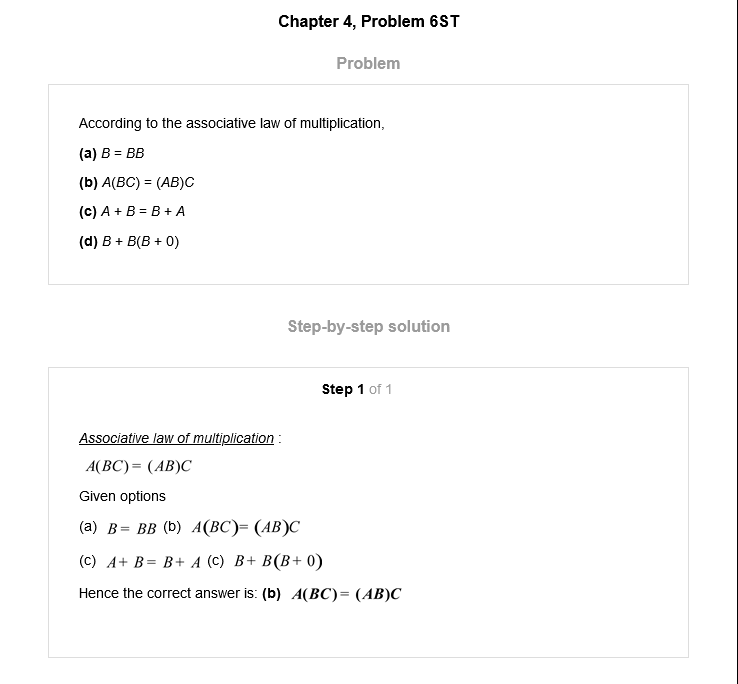 Chapter 4, Problem 6ST
Problem
According to the associative law of multiplication,
(a) B = BB
(b) A(BC) = (AB)C
(c) A + B = B + A
(d) B + B(B + 0)
Step-by-step solution
Step 1 of 1
Associative law of multiplication :
A(BC) = (AB)C
Given options
(a) B = BB (b) A(BC)= (AB)C
(c) A+ B = B+ A (c) B+ B(B+ 0)
Hence the correct answer is: (b) A(BC) = (AB)C